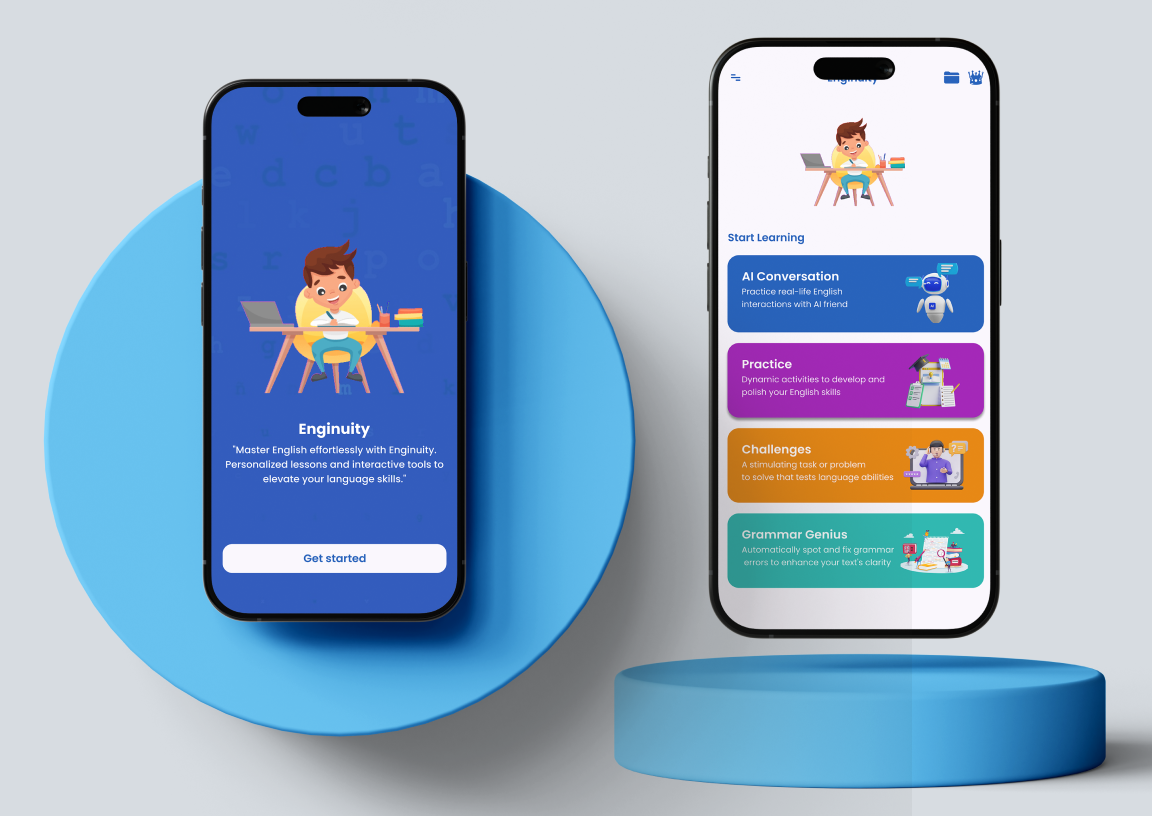 w u t
e d c b a
l k j h
s r p o
m
Enginuity
"Master English effortlessly with Enginuity.
Personalized lessons and interactive tools to
elevate your language skills."
Get started
Enginuity
Start Learning
AI Conversation
Practice real-life English
interactions with AI friend
Practice
Dynamic activities to develop and
polish your English skills
Challenges
A stimulating task or problem
to solve that tests language abilities
Grammar Genius
Automatically spot and fix grammar
errors to enhance your text's clarity